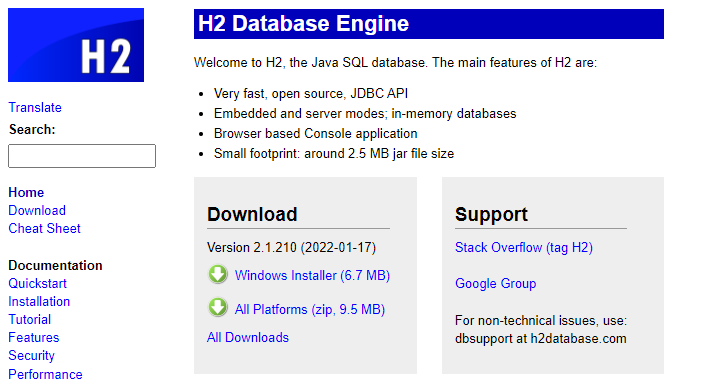 H2
Translate
Search:
Home
Download
Cheat Sheet
Documentation
Quickstart
Installation
Tutorial
Features
Security
Performance
H2 Database Engine
Welcome to H2, the Java SQL database. The main features of H2 are:
Very fast, open source, JDBC API
Embedded and server modes; in-memory databases
Browser based Console application
Small footprint: around 2.5 MB jar file size
Download
Version 2.1.210 (2022-01-17)
Windows Installer (6.7 MB)
All Platforms (zip, 9.5 MB)
All Downloads
Support
Stack Overflow (tag H2)
Google Group
For non-technical issues, use:
dbsupport at h2database.com